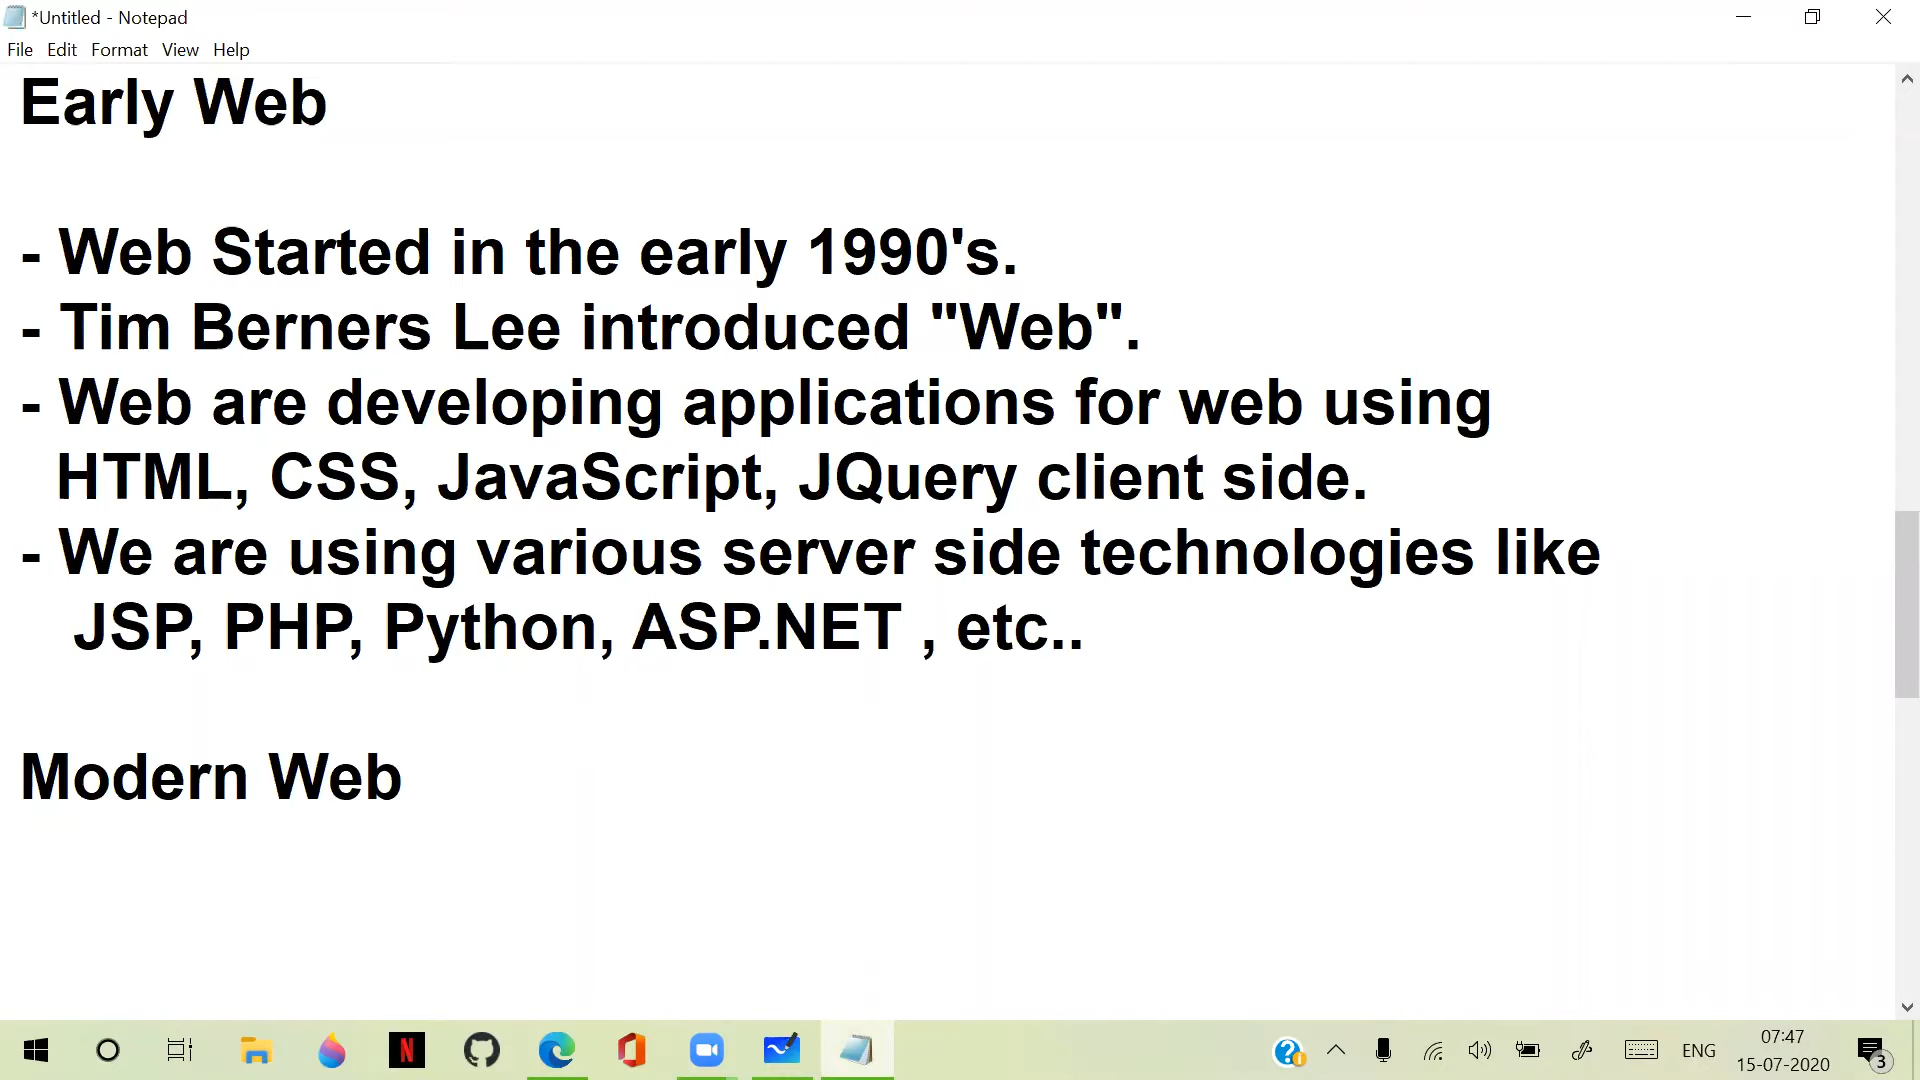 *Untitled - Notepad
File Edit Format View Help
Early Web
- Web Started in the early 1990's.
- Tim Berners Lee introduced "Web".
- Web are developing applications for web using
HTML, CSS, JavaScript, JQuery client side.
- We are using various server side technologies like
JSP, PHP, Python, ASP.NET , etc..
Modern Web
N
ENG
07:47
15-07-2020
3